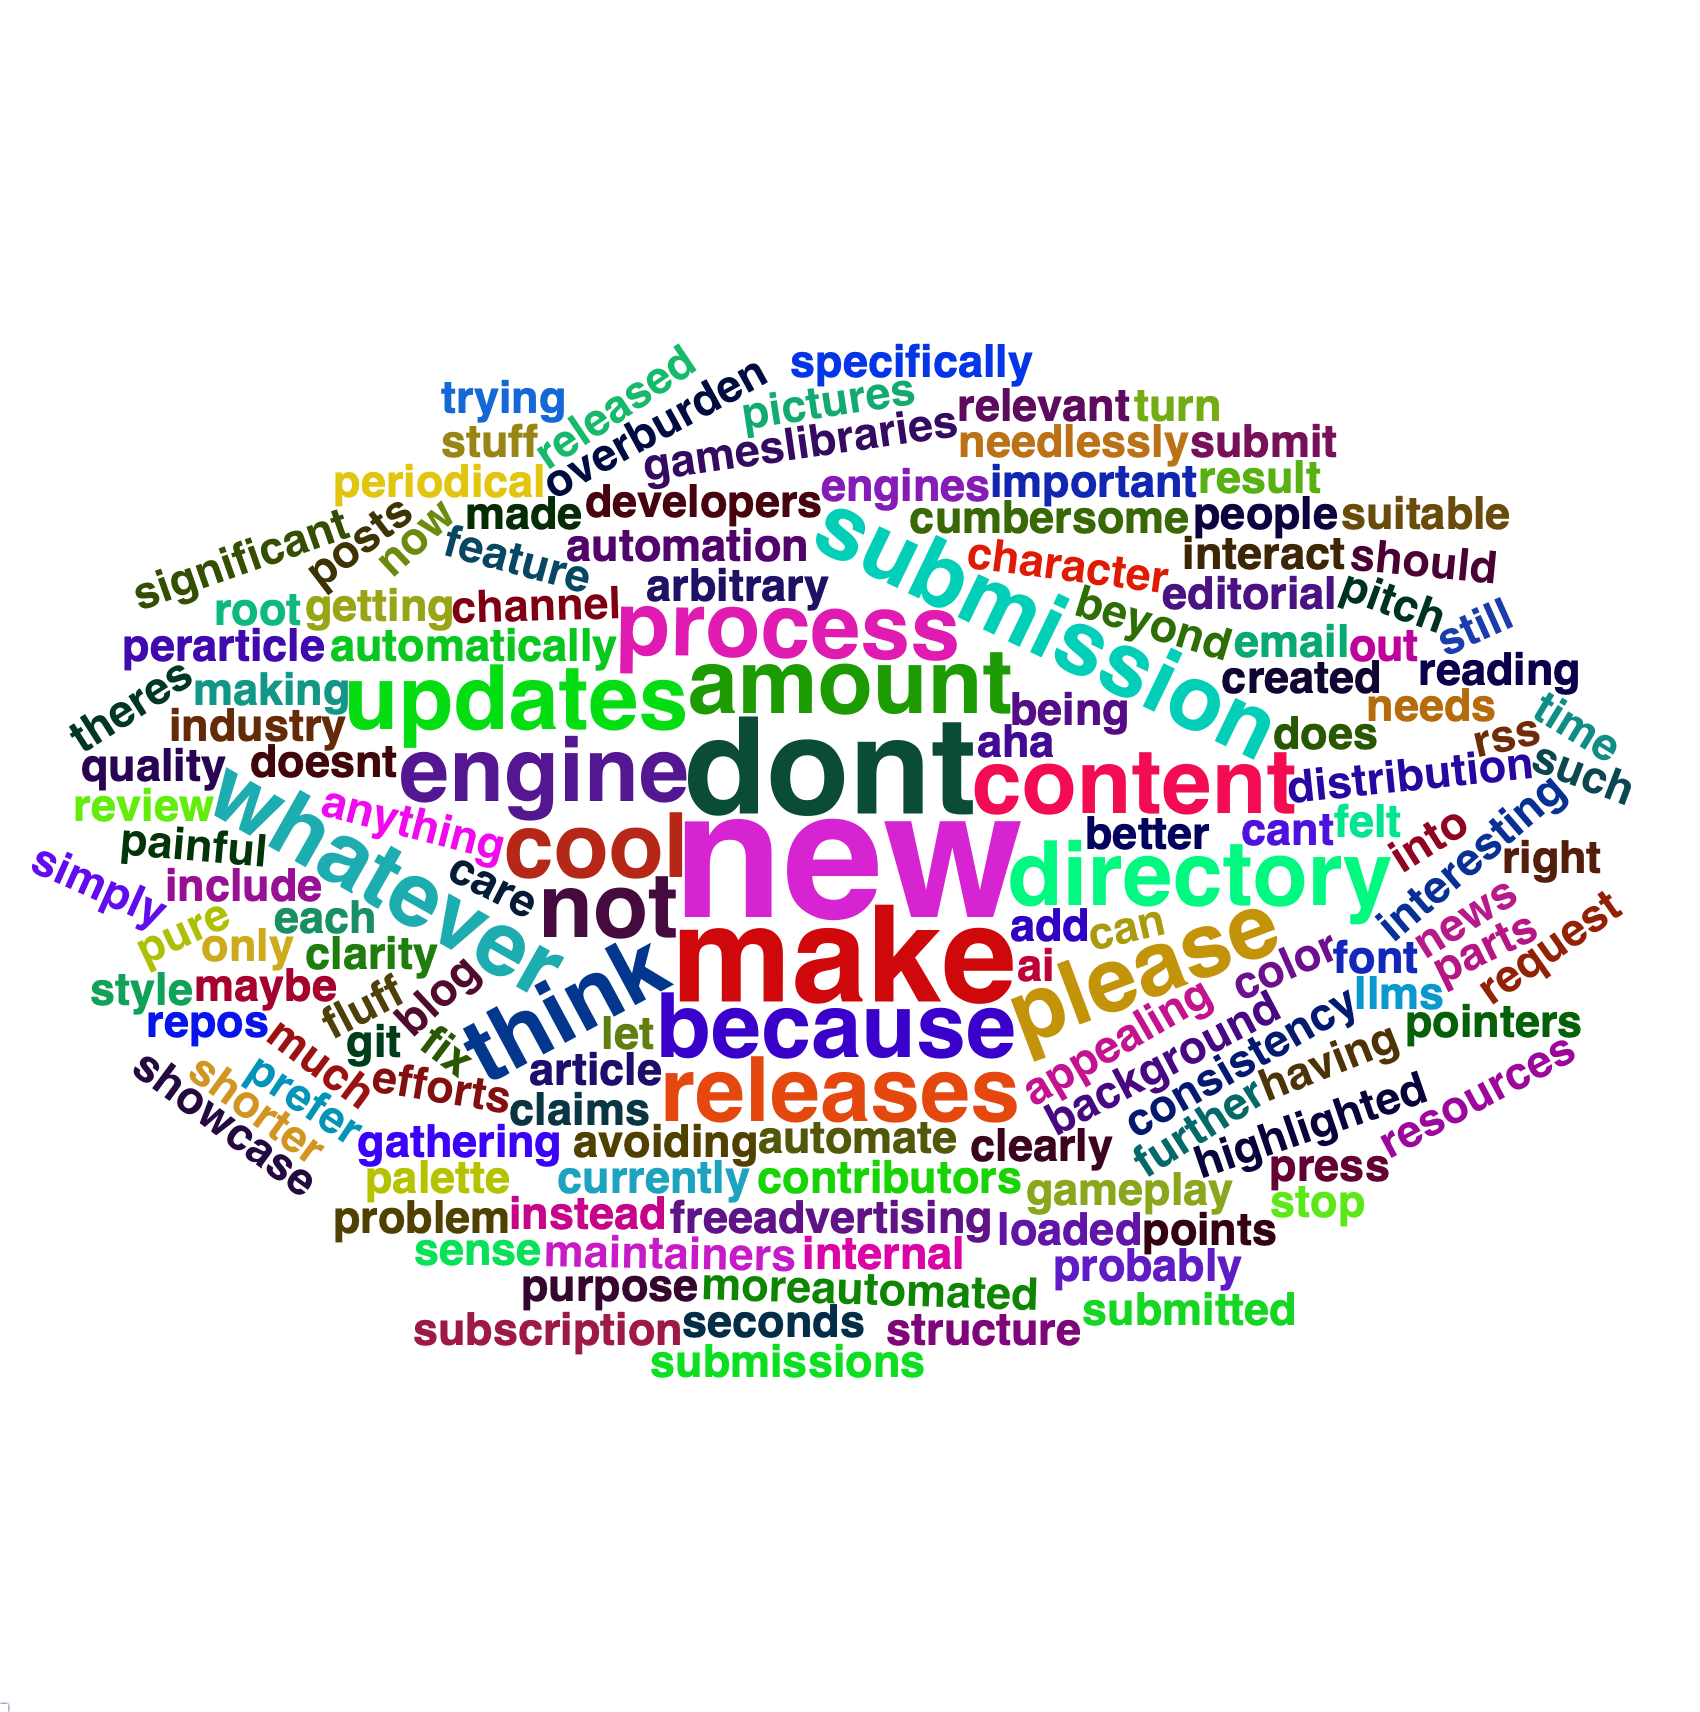 specifically
trying
released
overburden
pictures
relevant
turn
stuff
gameslibraries
needlessly
submit
periodical
engines
important
result
significant
posts
now
made
developers
submission
cumbersome
people
suitable
feature
automation
character
interact
should
arbitrary
root
getting
channel
process
beyond
editorial
pitch
still
perarticle
automatically
email
out
theres
making
updates
amount
being
created
reading
industry
needs
time
quality
doesnt
engine
dont
aha
does
rss
such
content
distribution
review
whatever
anything
cool
new
better
cant
felt
into
interesting
painful
simply
include
care
not
directory
right
pure
each
only
clarity
make
add
can
please
color
font
news
parts
request
style
maybe
fluff
blog
think
ai
appealing
background
consistency
llms
pointers
repos
much
git
fix
let
because
showcase
shorter
prefer
efforts
article
claims
releases
further
having
highlighted
resources
gathering
avoiding
automate
clearly
press
palette
currently
contributors
gameplay
stop
problem
instead
freeadvertising
loaded
points
sense
maintainers
internal
probably
purpose
moreautomated
submitted
subscription
seconds
structure
submissions